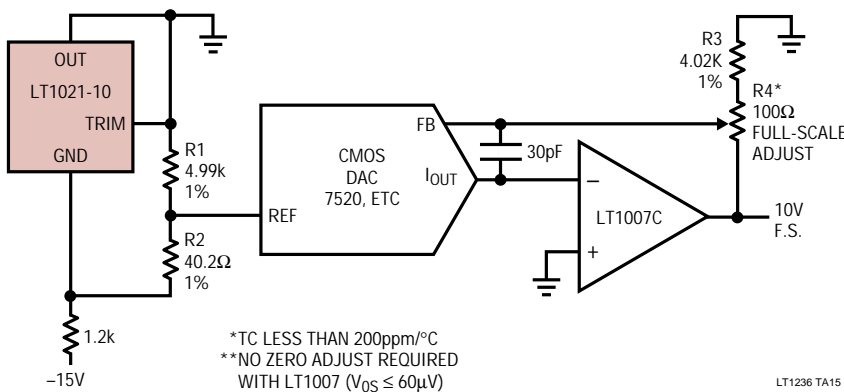 OUT
LT1021-10
TRIM
GND
R1
4.99k
1%
R2
40.2Ω
1%
1.2k
–15V
REF
CMOS
DAC
7520, ETC
FB
IOUT
30pF
–
+
LT1007C
R3
4.02K
1%
R4*
100Ω
FULL-SCALE
ADJUST
10V
F.S.
*TC LESS THAN 200ppm/°C
**NO ZERO ADJUST REQUIRED
WITH LT1007 (V0S ≤ 60µV)
LT1236 TA15